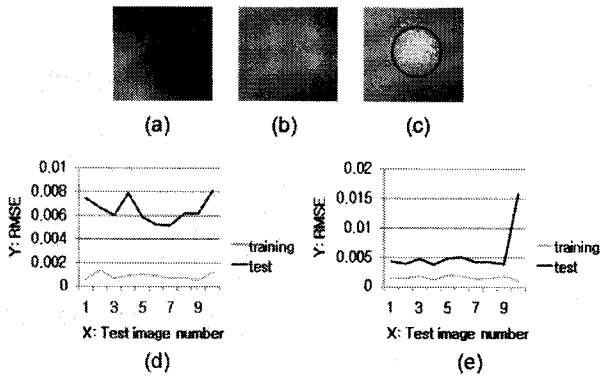 (a) (b) (c)
0.01
0.008
0.006
0.004
0.002
0
Y: RMSE
training
test
1 3 5 7 9
X: Test image number
(d)
0.02
0.015
0.01
0.005
0
Y: RMSE
training
test
1 3 5 7 9
X: Test image number
(e)